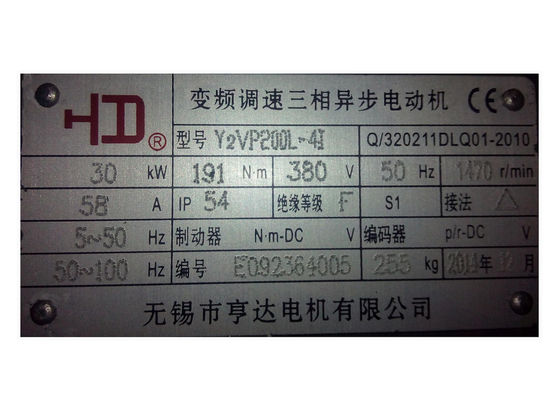 HD ® 变频调速三相异步电动机 CE
型号 Y2VP200L-4I Q/320211DLQ01-2010
30 kW 191 N·m 380 V 50 Hz 1470 r/min
58 A IP 54 绝缘等级 F S1 接法 △
5~50 Hz 制动器 N·m-DC V 编码器 p/r-DC V
50~100 Hz 编号 E092364005 255 kg 2014年 月
无锡市亨达电机有限公司